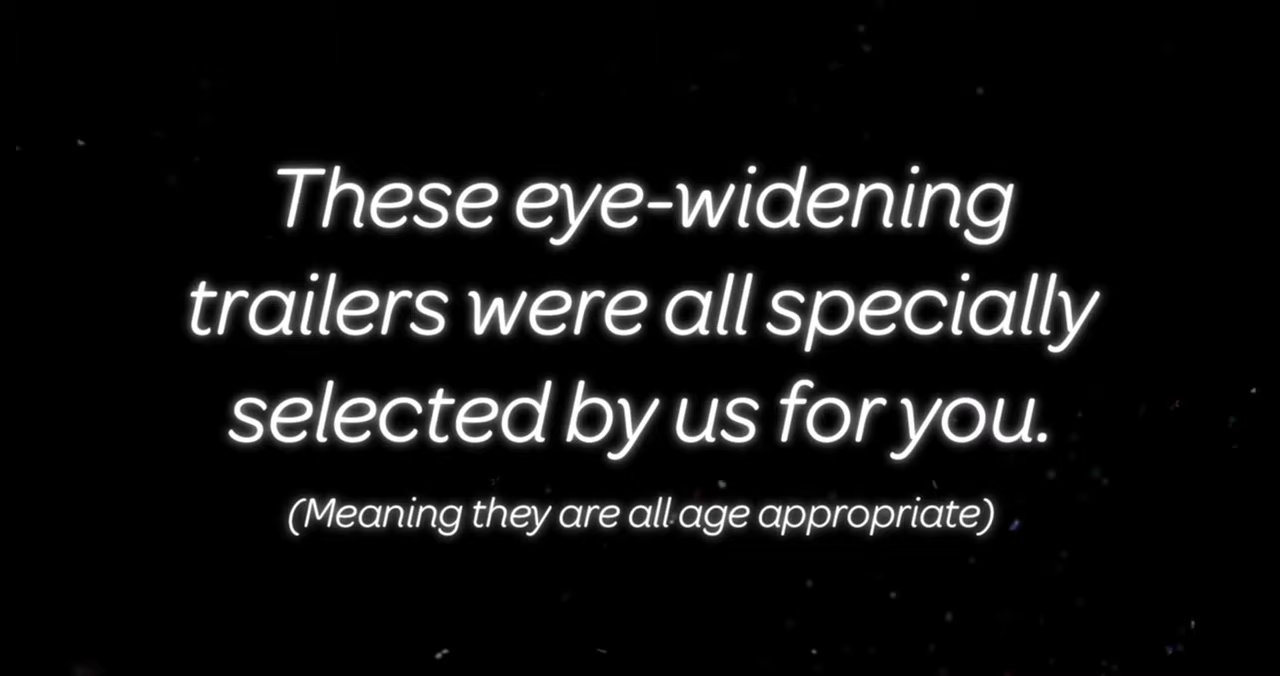 These eye-widening
trailers were all specially
selected by us for you.
(Meaning they are all age appropriate)